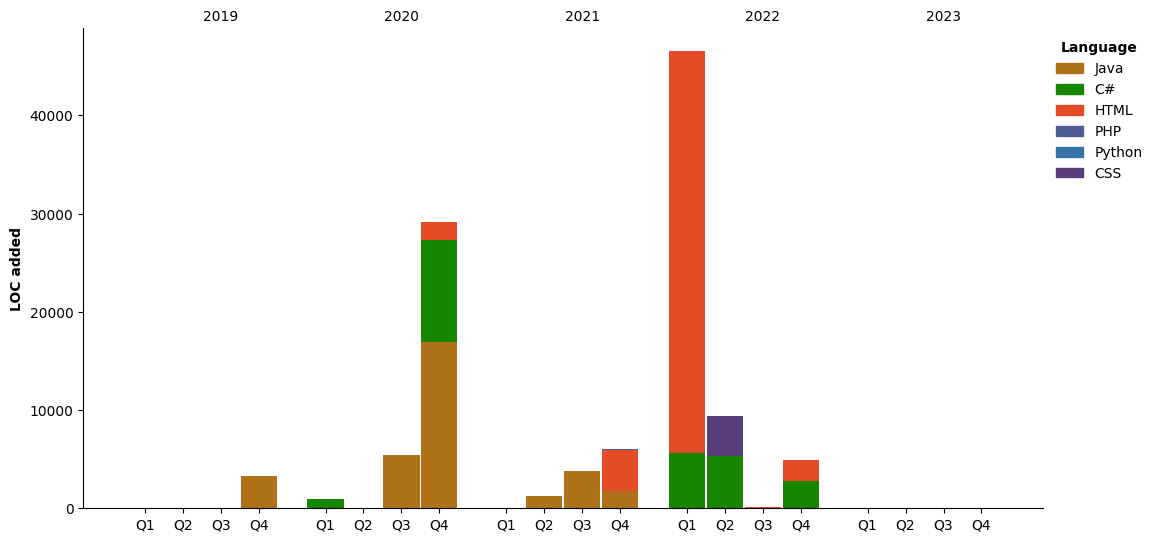 2019 2020 2021 2022 2023
Language
Java
C#
HTML
PHP
Python
CSS
LOC added
40000
30000
20000
10000
0
Q1 Q2 Q3 Q4 Q1 Q2 Q3 Q4 Q1 Q2 Q3 Q4 Q1 Q2 Q3 Q4 Q1 Q2 Q3 Q4